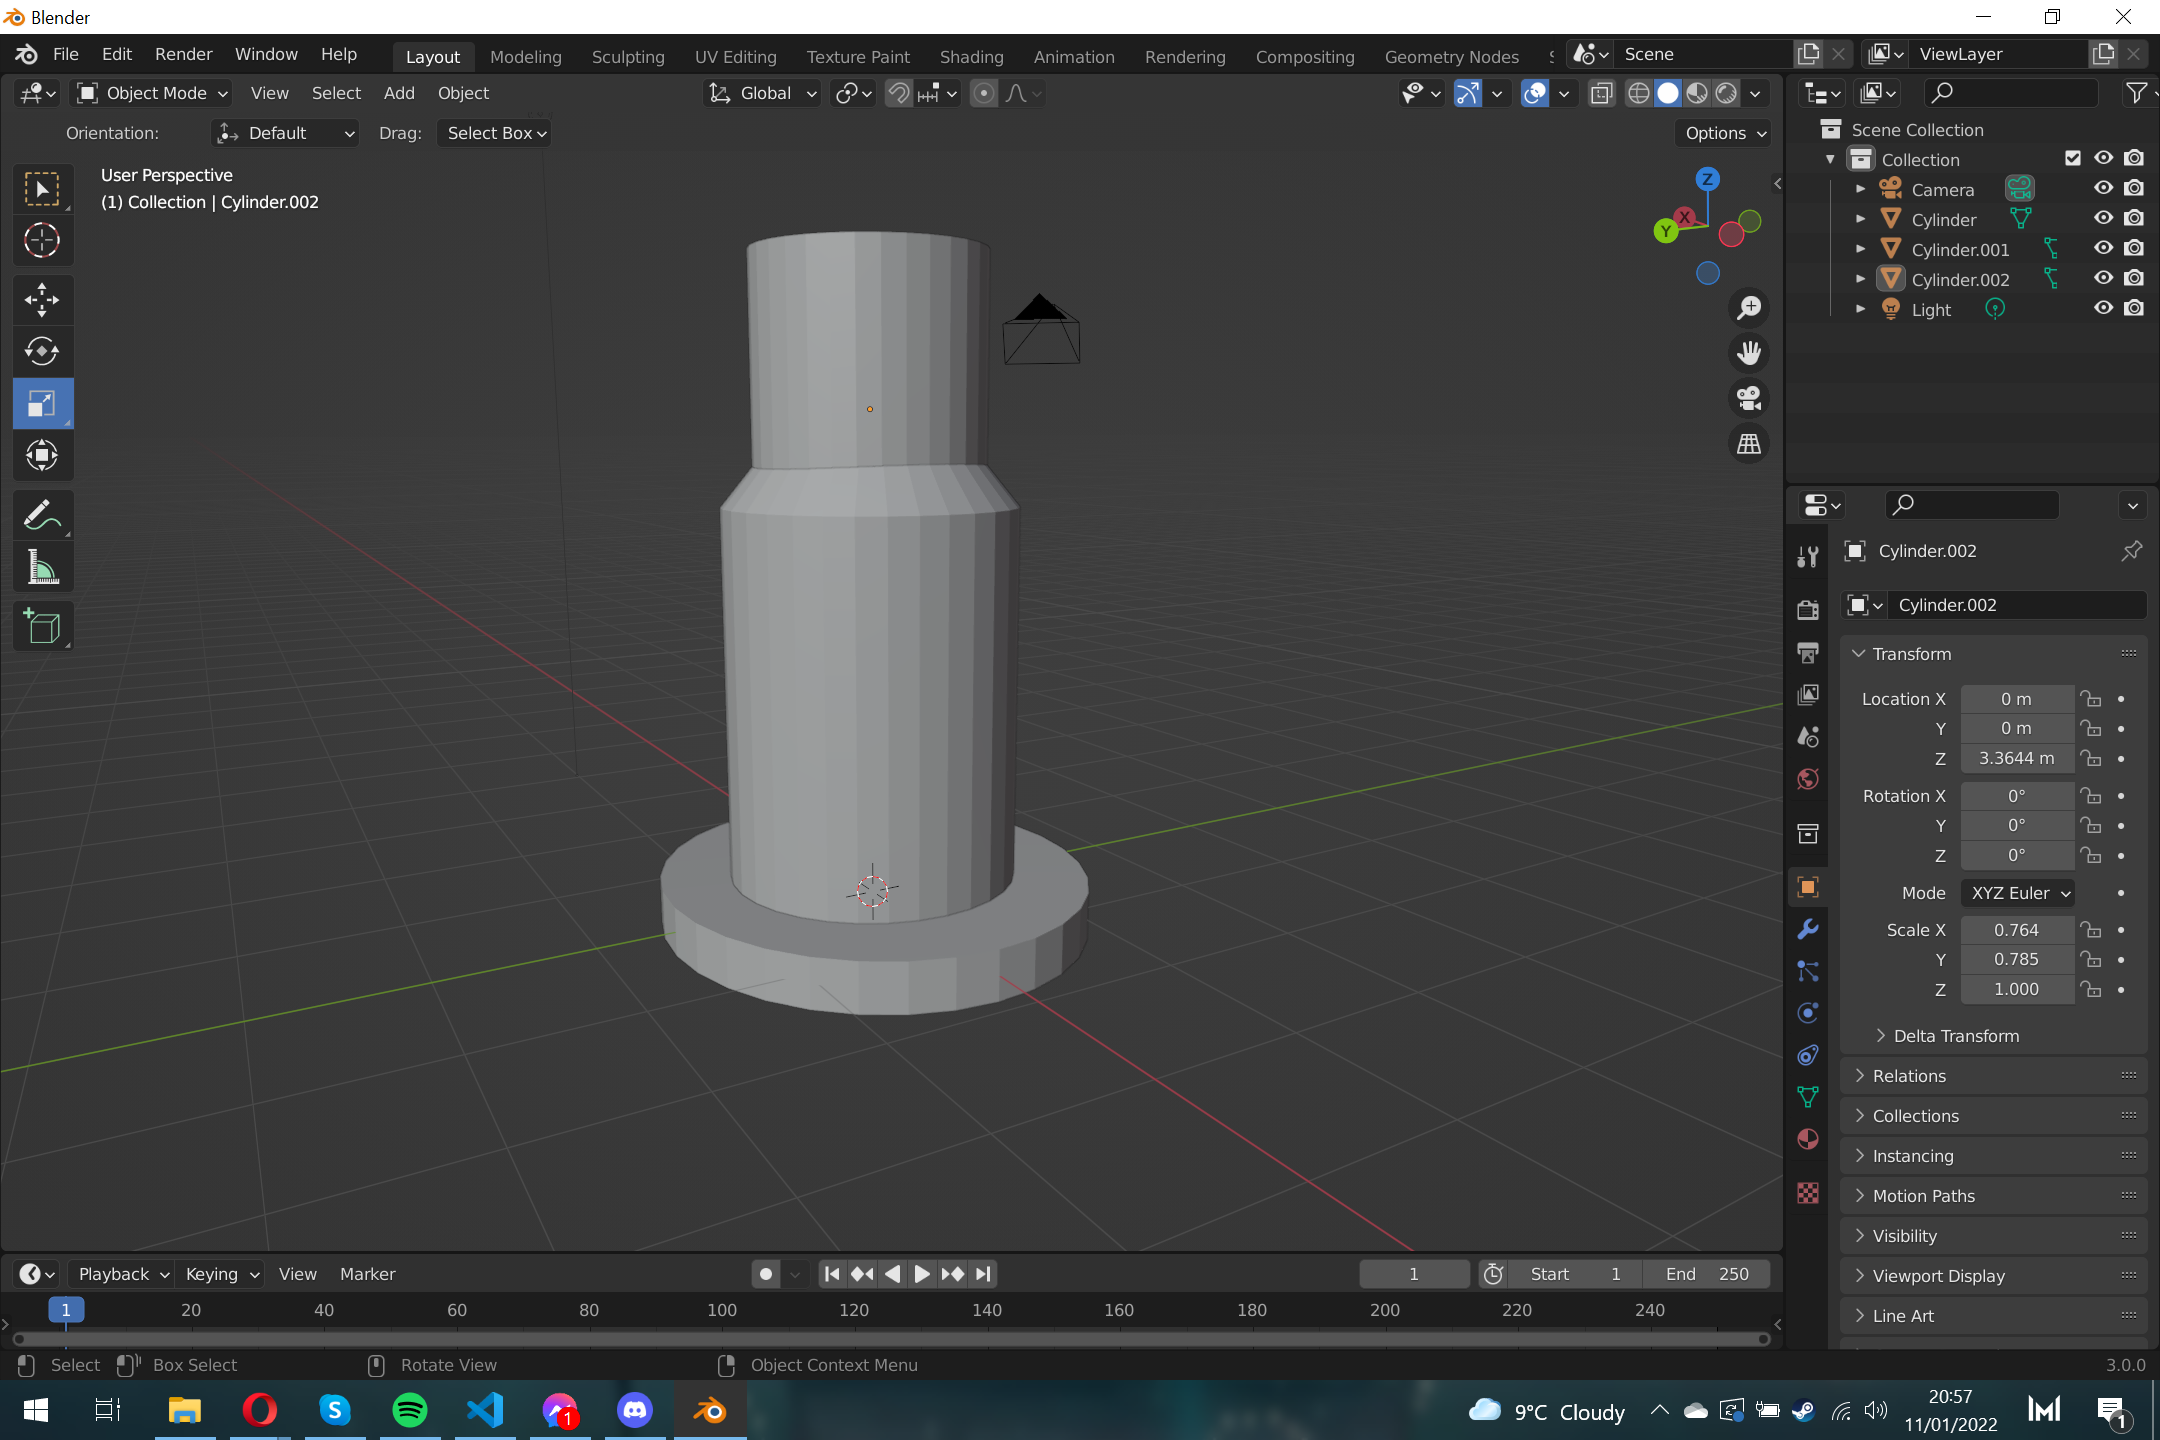 Blender
File Edit Render Window Help
Layout Modeling Sculpting UV Editing Texture Paint Shading Animation Rendering Compositing Geometry Nodes
Scene
ViewLayer
Object Mode View Select Add Object
Global
Orientation: Default Drag: Select Box
Options
User Perspective
(1) Collection | Cylinder.002
Z
X
Y
Scene Collection
Collection
Camera
Cylinder
Cylinder.001
Cylinder.002
Light
Cylinder.002
Cylinder.002
Transform
Location X 0 m
Y 0 m
Z 3.3644 m
Rotation X 0°
Y 0°
Z 0°
Mode XYZ Euler
Scale X 0.764
Y 0.785
Z 1.000
Delta Transform
Relations
Collections
Instancing
Motion Paths
Visibility
Viewport Display
Line Art
Playback Keying View Marker
1 Start 1 End 250
1 20 40 60 80 100 120 140 160 180 200 220 240
Select Box Select Rotate View Object Context Menu 3.0.0
1
9°C Cloudy
20:57
11/01/2022
1